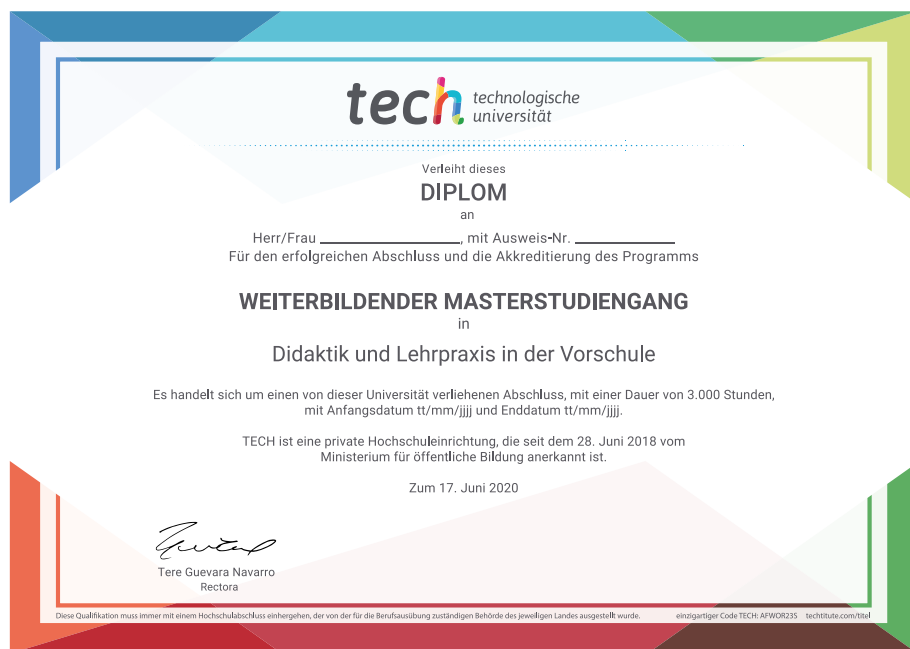 tech technologische
universität
Verleiht dieses
DIPLOM
an
Herr/Frau ____________________, mit Ausweis-Nr. ______________
Für den erfolgreichen Abschluss und die Akkreditierung des Programms
WEITERBILDENDER MASTERSTUDIENGANG
in
Didaktik und Lehrpraxis in der Vorschule
Es handelt sich um einen von dieser Universität verliehenen Abschluss, mit einer Dauer von 3.000 Stunden,
mit Anfangsdatum tt/mm/jjjj und Enddatum tt/mm/jjjj.
TECH ist eine private Hochschuleinrichtung, die seit dem 28. Juni 2018 vom
Ministerium für öffentliche Bildung anerkannt ist.
Zum 17. Juni 2020
Tere Guevara Navarro
Rectora
Diese Qualifikation muss immer mit einem Hochschulabschluss einhergehen, der von der für die Berufsausübung zuständigen Behörde des jeweiligen Landes ausgestellt wurde. einzigartiger Code TECH: AFWOR23S techtitute.com/titel